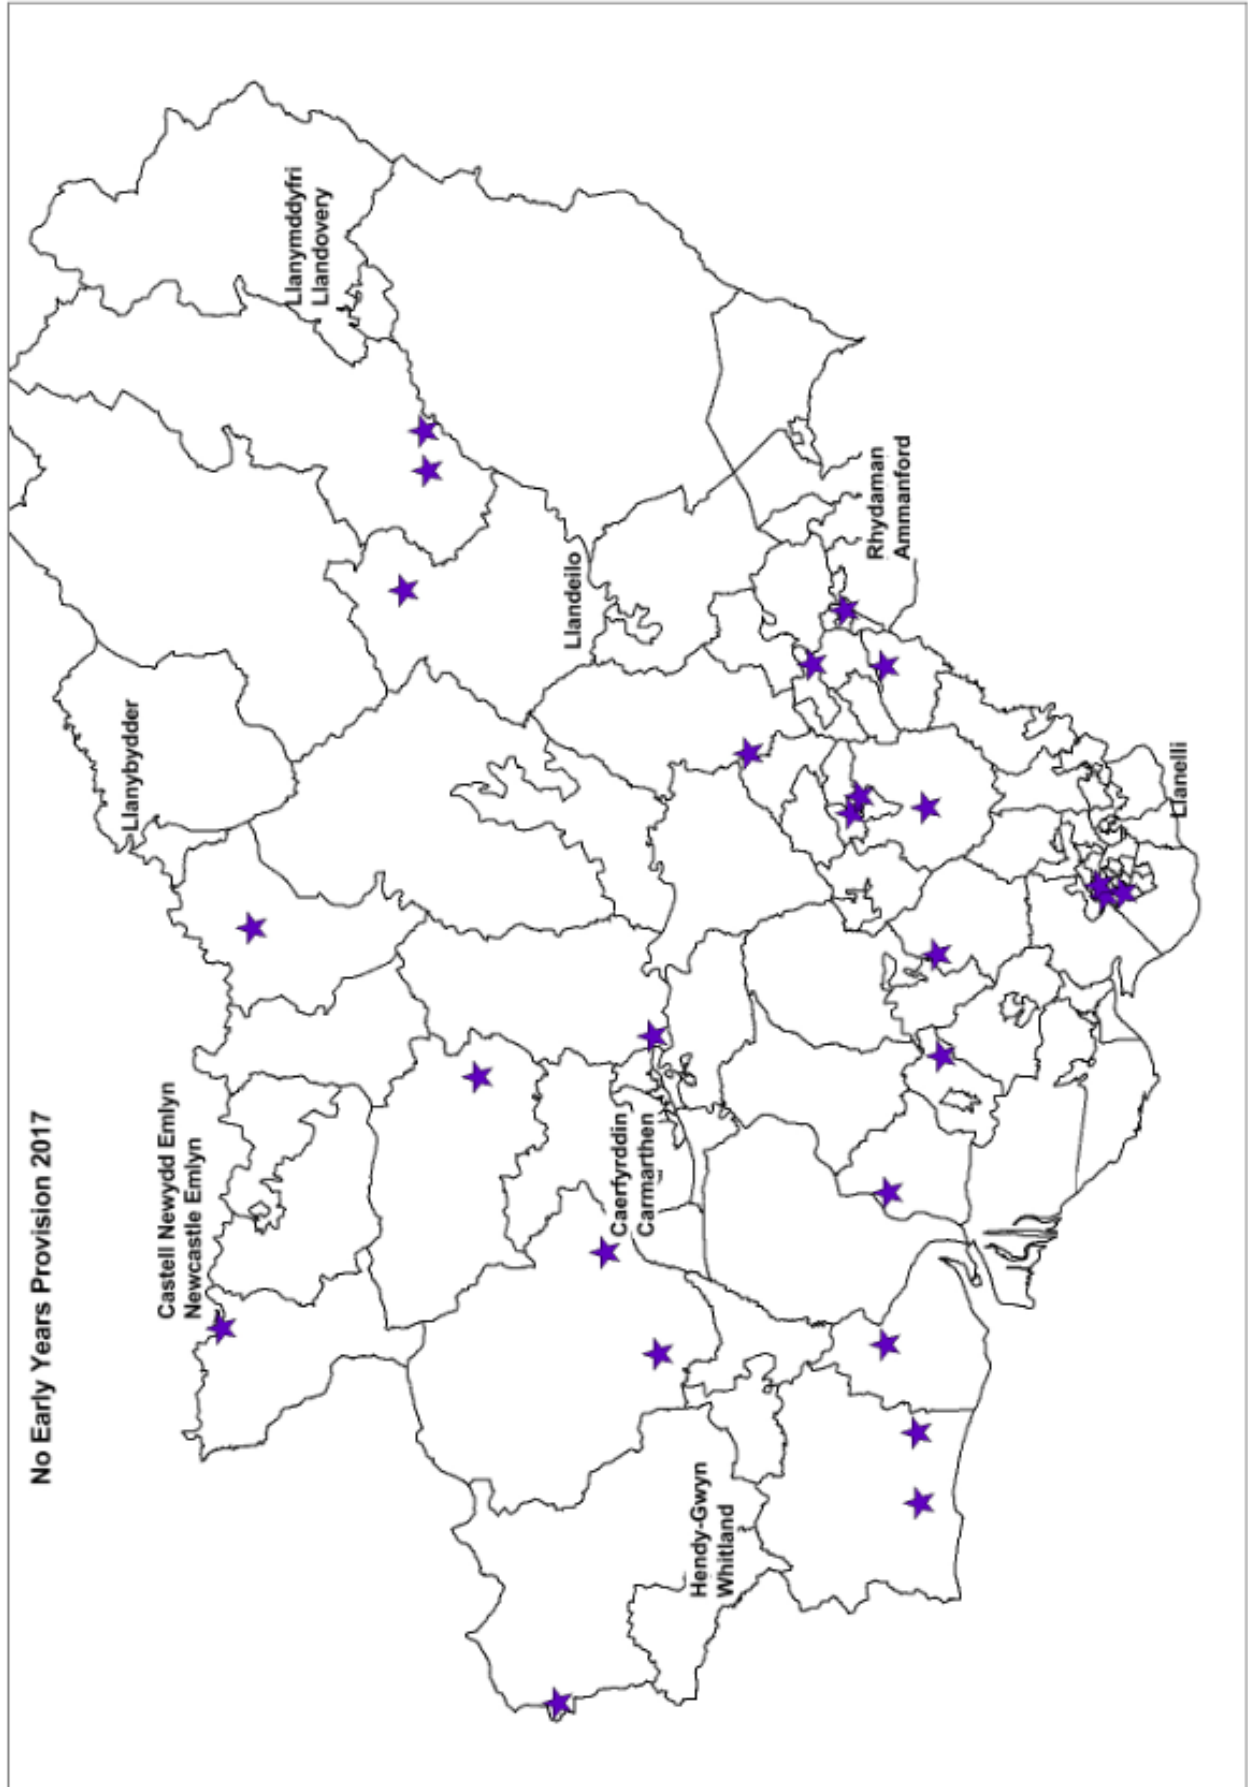 No Early Years Provision 2017
Castell Newydd Emlyn
Newcastle Emlyn
Llanybydder
Llanymddyfri
Llandovery
Llandeilo
Caerfyrddin
Carmarthen
Hendy-Gwyn
Whitland
Rhydaman
Ammanford
Llanelli